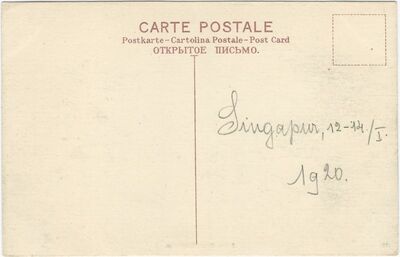 CARTE POSTALE
Postkarte – Cartolina Postale – Post Card
ОТКРЫТОЕ ПИСЬМО.
Singapur, 12-14/I.
1920.